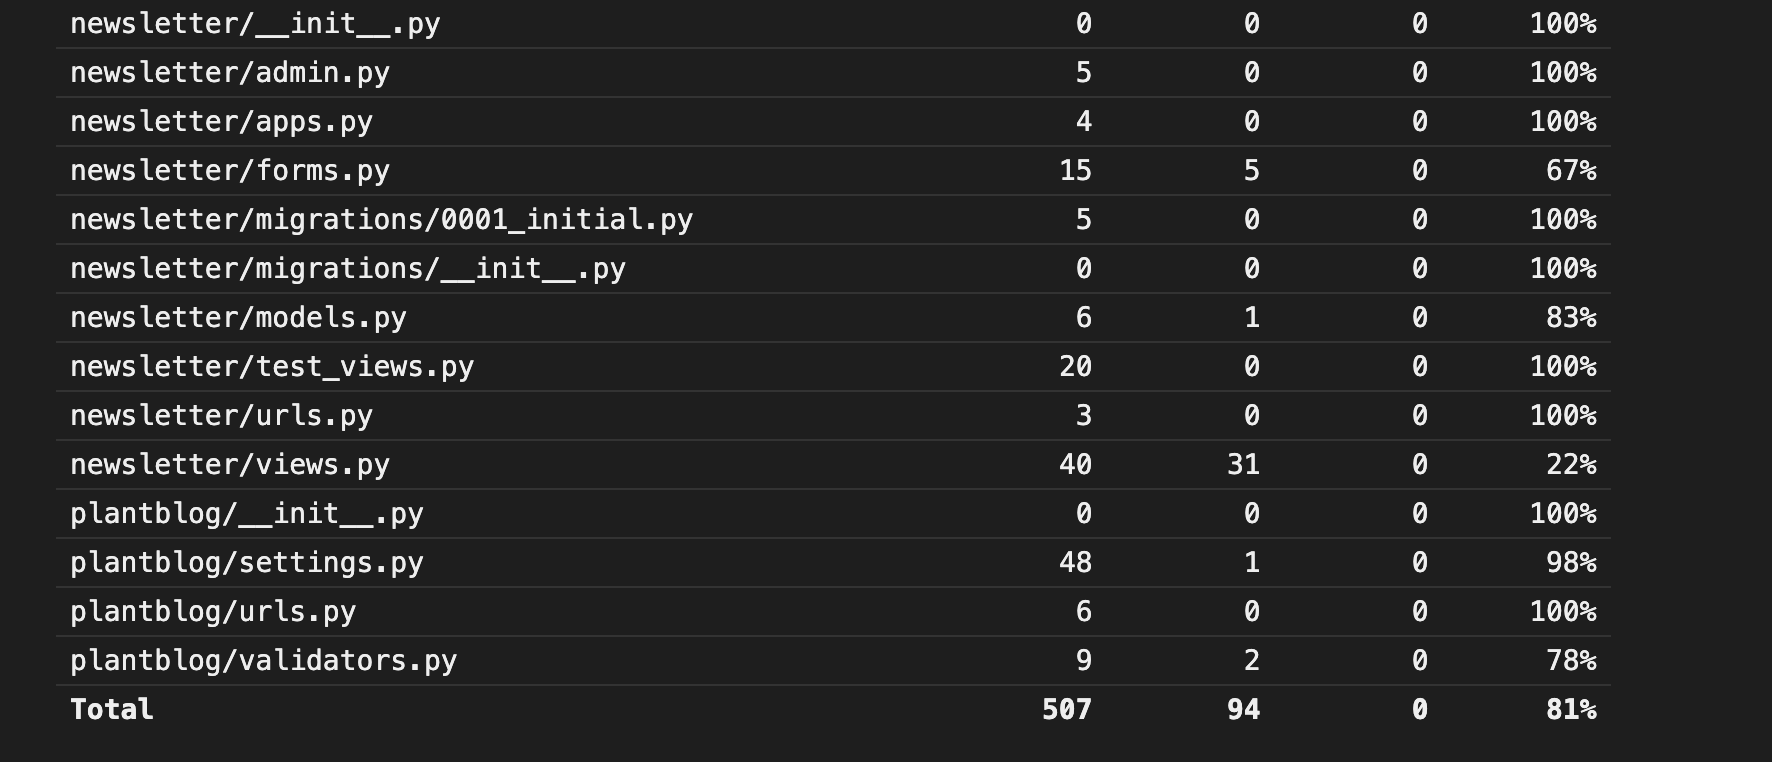 newsletter/__init__.py 0 0 0 100%
newsletter/admin.py 5 0 0 100%
newsletter/apps.py 4 0 0 100%
newsletter/forms.py 15 5 0 67%
newsletter/migrations/0001_initial.py 5 0 0 100%
newsletter/migrations/__init__.py 0 0 0 100%
newsletter/models.py 6 1 0 83%
newsletter/test_views.py 20 0 0 100%
newsletter/urls.py 3 0 0 100%
newsletter/views.py 40 31 0 22%
plantblog/__init__.py 0 0 0 100%
plantblog/settings.py 48 1 0 98%
plantblog/urls.py 6 0 0 100%
plantblog/validators.py 9 2 0 78%
Total 507 94 0 81%